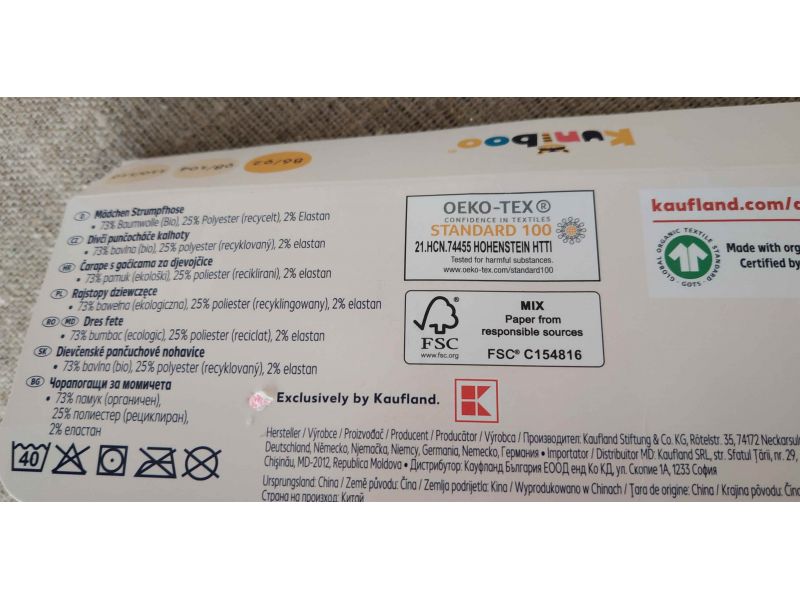 Kuniboo
86/92
98/104
D Mädchen Strumpfhose
• 73% Baumwolle (Bio), 25% Polyester (recycelt), 2% Elastan
CZ Dívčí punčocháče kalhoty
• 73% bavlna (bio), 25% polyester (recyklovaný), 2% elastan
HR Čarape s gaćicama za djevojčice
• 73% pamuk (ekološki), 25% poliester (reciklirani), 2% elastan
PL Rajstopy dziewczęce
• 73% bawełna (ekologiczna), 25% poliester (recyklingowany), 2% elastan
RO MD Dres fete
• 73% bumbac (ecologic), 25% poliester (reciclat), 2% elastan
SK Dievčenské pančuchové nohavice
• 73% bavlna (bio), 25% polyester (recyklovaný), 2% elastan
BG Чорапогащи за момичета
• 73% памук (органичен),
25% полиестер (рециклиран),
2% еластан
40
OEKO-TEX®
CONFIDENCE IN TEXTILES
STANDARD 100
21.HCN.74455 HOHENSTEIN HTTI
Tested for harmful substances.
www.oeko-tex.com/standard100
FSC
www.fsc.org
MIX
Paper from
responsible sources
FSC® C154816
kaufland.com/
GLOBAL ORGANIC TEXTILE STANDARD
· GOTS ·
Made with
Certified by
Exclusively by Kaufland.
K
Hersteller / Výrobce / Proizvođač / Producent / Producător / Výrobca / Производител: Kaufland Stiftung & Co. KG, Rötelstr. 35, 74172
Deutschland, Německo, Njemačka, Niemcy, Germania, Nemecko, Германия • Importator / Distribuitor MD: Kaufland SRL, str. Sfatul Țării, nr. 29,
Chișinău, MD-2012, Republica Moldova • Дистрибутор: Кауфланд България ЕООД енд Ко КД, ул. Скопие 1А, 1233 София
Ursprungsland: China / Země původu: Čína / Zemlja podrijetla: Kina / Wyprodukowano w Chinach / Țara de origine: China / Krajina pôvodu: Čína
Страна на произход: Китай